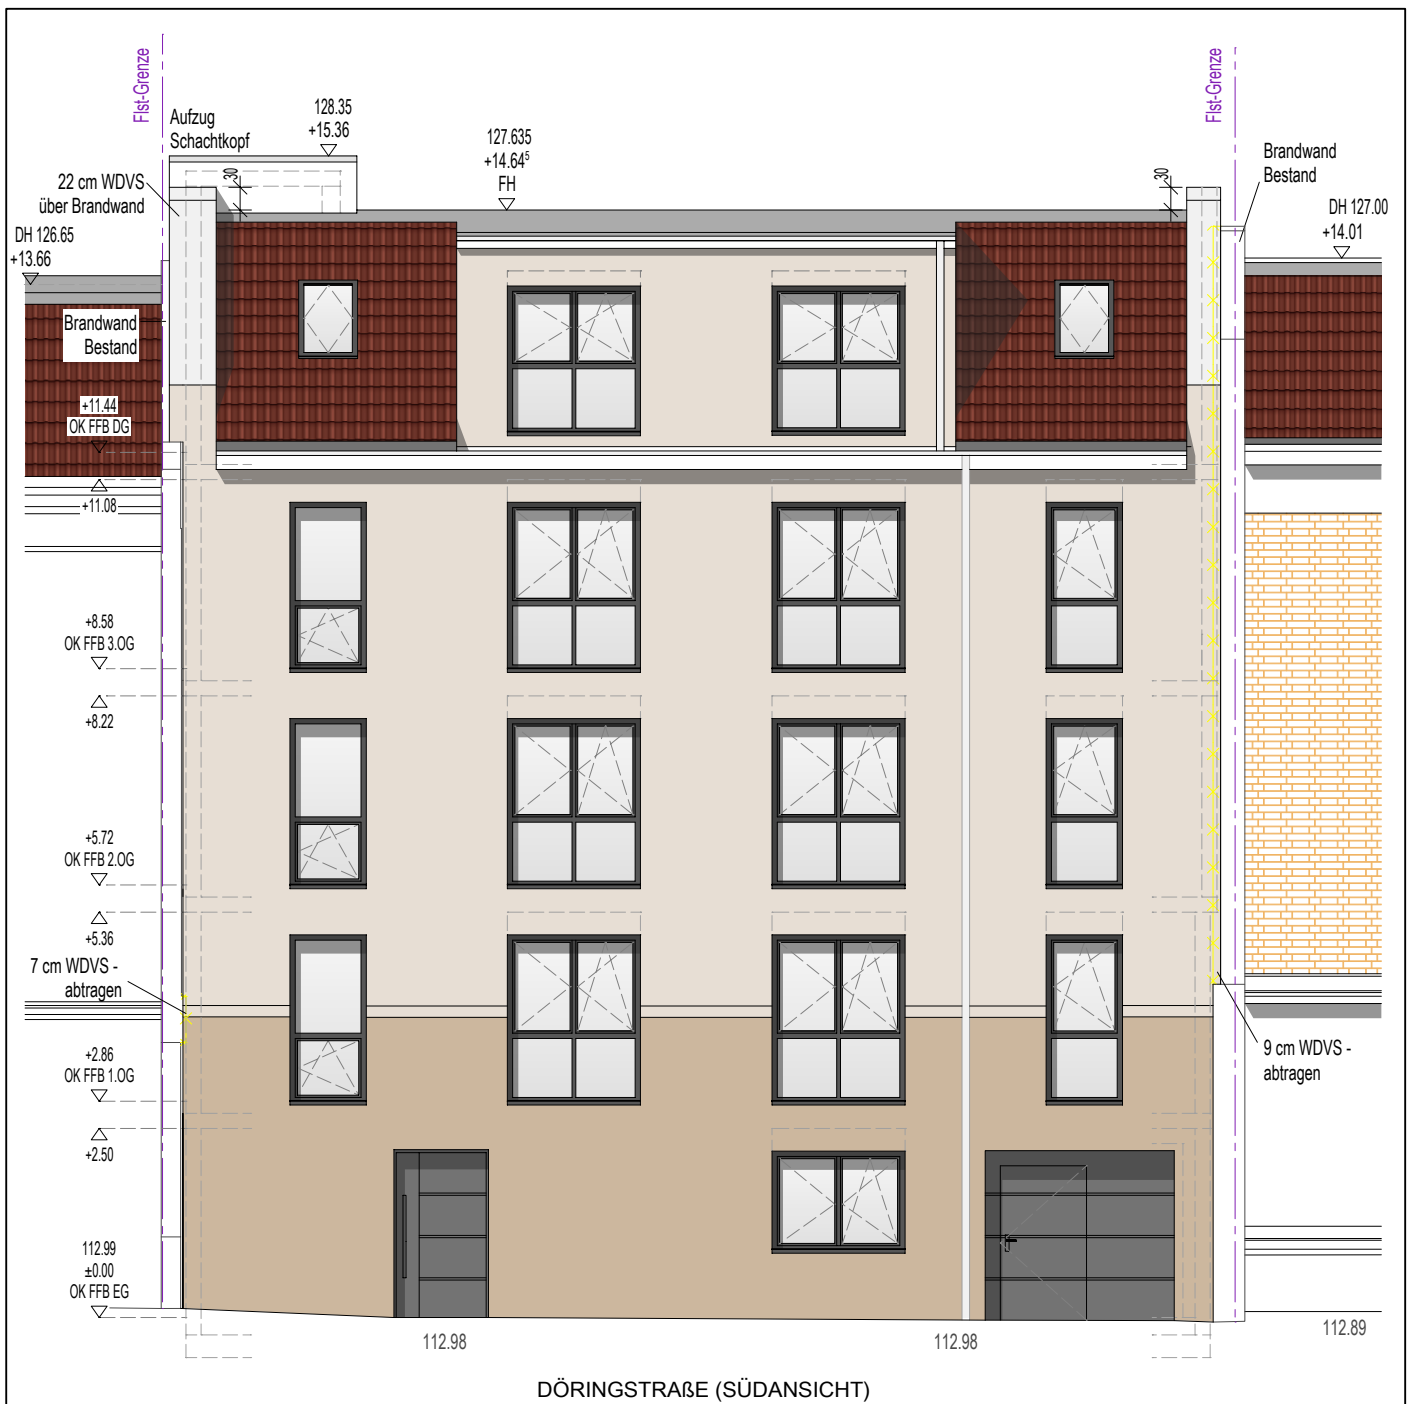 Flst-Grenze
Flst-Grenze
Aufzug
Schachtkopf
128.35
+15.36
127.635
+14.64⁵
FH
30
30
Brandwand
Bestand
22 cm WDVS
über Brandwand
DH 126.65
+13.66
DH 127.00
+14.01
Brandwand
Bestand
+11.44
OK FFB DG
+11.08
+8.58
OK FFB 3.OG
+8.22
+5.72
OK FFB 2.OG
+5.36
7 cm WDVS -
abtragen
+2.86
OK FFB 1.OG
9 cm WDVS -
abtragen
+2.50
112.99
±0.00
OK FFB EG
112.98
112.98
112.89
DÖRINGSTRAßE (SÜDANSICHT)